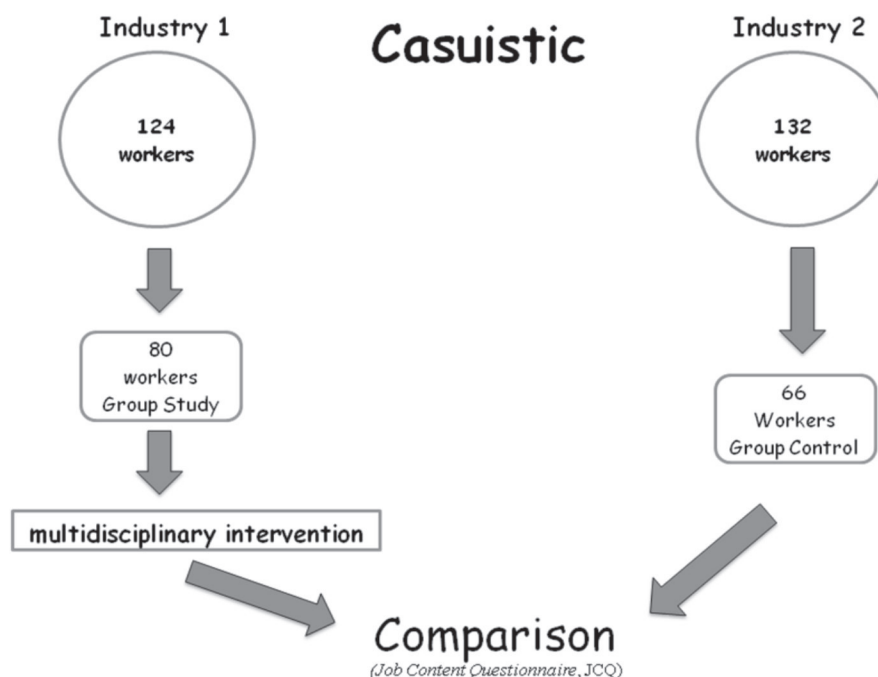 Industry 1
Casuistic
Industry 2
124
workers
132
workers
80
workers
Group Study
66
Workers
Group Control
multidisciplinary intervention
Comparison
(Job Content Questionnaire, JCQ)